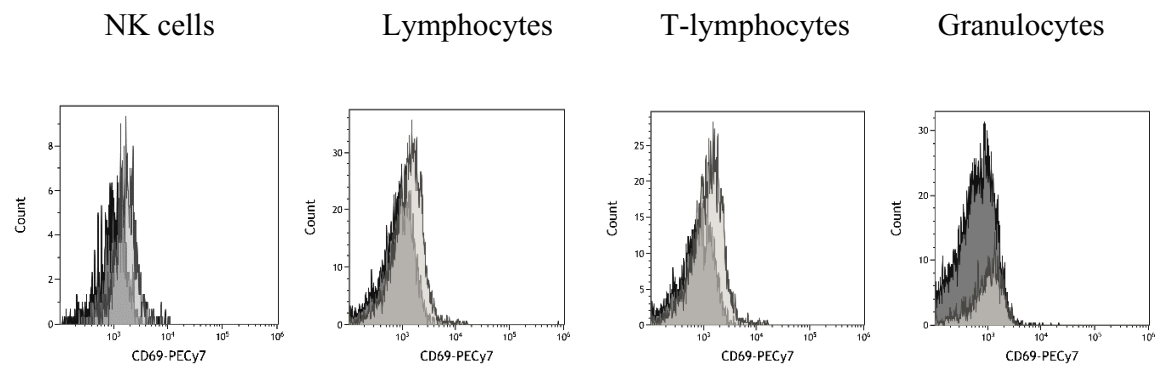 NK cells
Lymphocytes
T-lymphocytes
Granulocytes
Count
8
6
4
2
0
10³
10⁴
10⁵
10⁶
CD69-PECy7
Count
30
20
10
0
10³
10⁴
10⁵
10⁶
CD69-PECy7
Count
25
20
15
10
5
0
10³
10⁴
10⁵
10⁶
CD69-PECy7
Count
30
20
10
0
10³
10⁴
10⁵
10⁶
CD69-PECy7